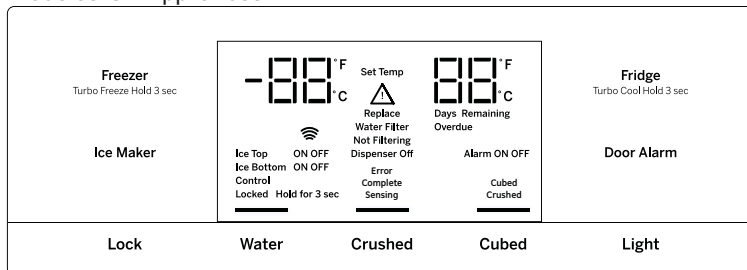 Freezer
Turbo Freeze Hold 3 sec
Ice Maker
-88 °F °C
Set Temp
88 °F °C
Replace
Water Filter
Not Filtering
Dispenser Off
Days Remaining
Overdue
Ice Top ON OFF
Ice Bottom ON OFF
Control
Locked Hold for 3 sec
Error
Complete
Sensing
Alarm ON OFF
Cubed
Crushed
Fridge
Turbo Cool Hold 3 sec
Door Alarm
Lock Water Crushed Cubed Light